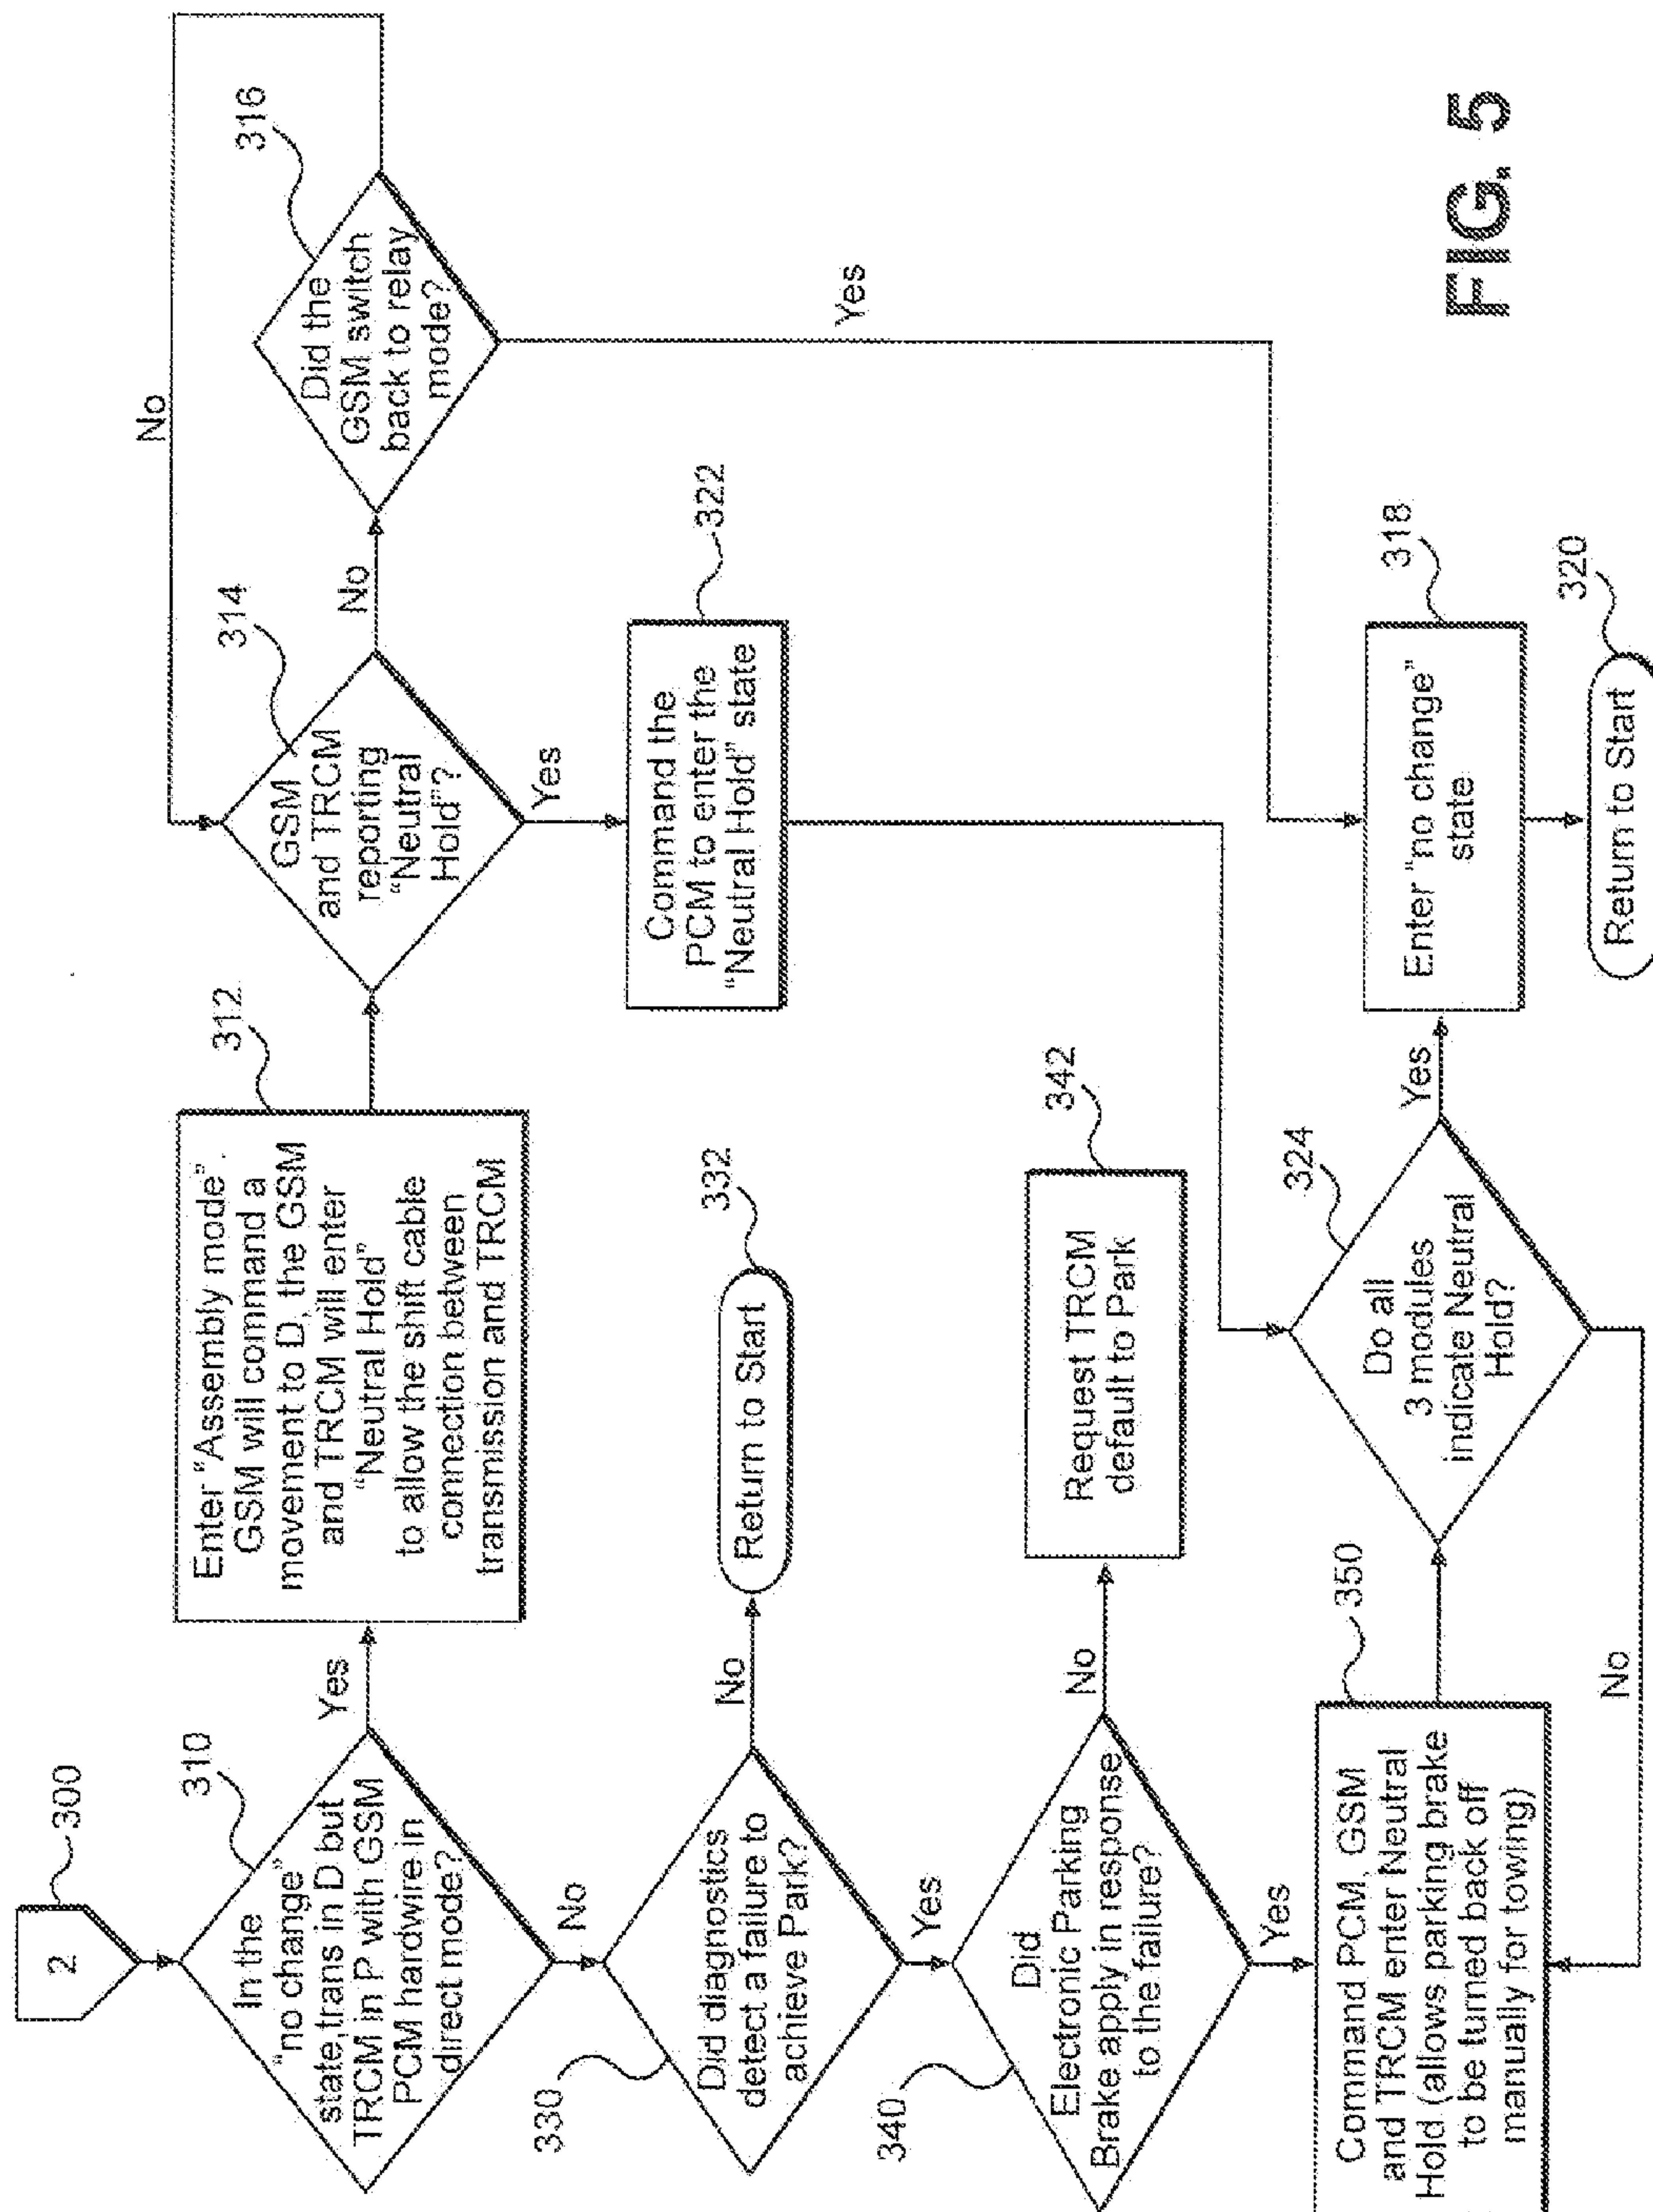 2
300
In the
"no change"
state,trans in D but
TRCM in P with GSM
PCM hardwire in
direct mode?
310
Yes
No
Enter "Assembly mode".
GSM will command a
movement to D, the GSM
and TRCM will enter
"Neutral Hold"
to allow the shift cable
connection between
transmission and TRCM
312
GSM
and TRCM
reporting
"Neutral
Hold"?
314
No
Yes
Did the
GSM switch
back to relay
mode?
316
No
Yes
Command the
PCM to enter the
"Neutral Hold" state
322
Did diagnostics
detect a failure to
achieve Park?
330
No
Yes
Return to Start
332
Did
Electronic Parking
Brake apply in response
to the failure?
340
No
Yes
Request TRCM
default to Park
342
Command PCM, GSM
and TRCM enter Neutral
Hold (allows parking brake
to be turned back off
manually for towing)
350
Do all
3 modules
indicate Neutral
Hold?
324
Yes
No
Enter "no change"
state
318
Return to Start
320
FIG. 5